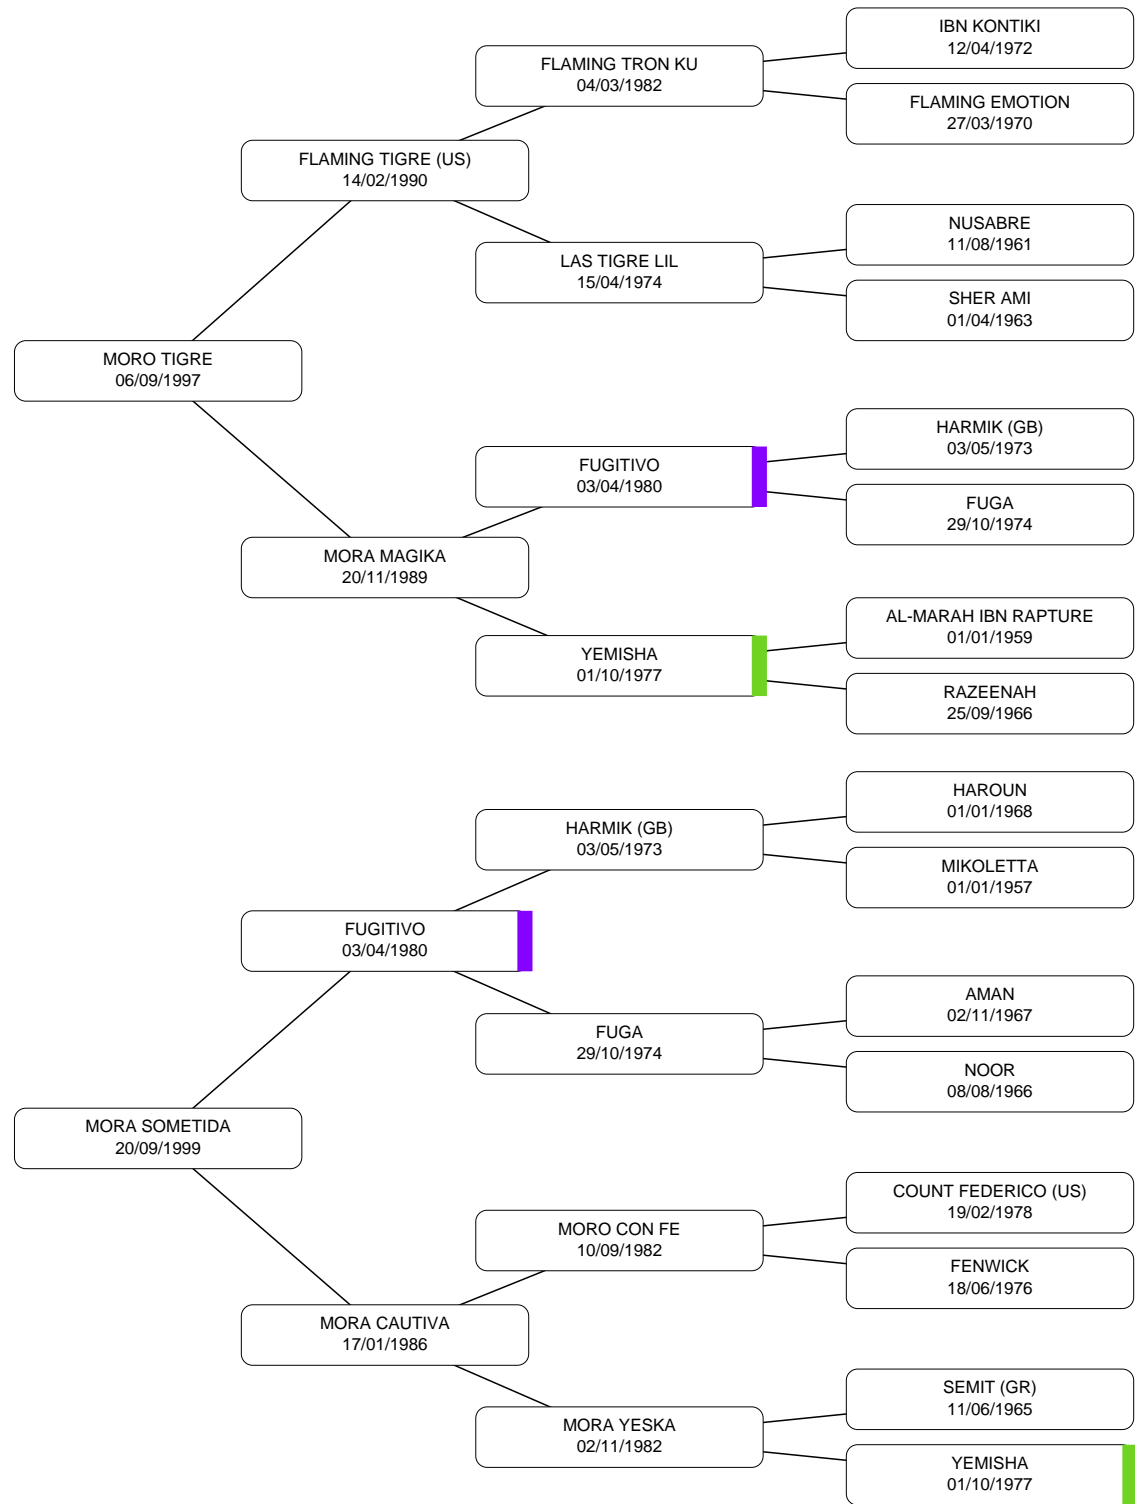 IBN KONTIKI
12/04/1972
FLAMING TRON KU
04/03/1982
FLAMING EMOTION
27/03/1970
FLAMING TIGRE (US)
14/02/1990
NUSABRE
11/08/1961
LAS TIGRE LIL
15/04/1974
SHER AMI
01/04/1963
MORO TIGRE
06/09/1997
HARMIK (GB)
03/05/1973
FUGITIVO
03/04/1980
FUGA
29/10/1974
MORA MAGIKA
20/11/1989
AL-MARAH IBN RAPTURE
01/01/1959
YEMISHA
01/10/1977
RAZEENAH
25/09/1966
HAROUN
01/01/1968
HARMIK (GB)
03/05/1973
MIKOLETTA
01/01/1957
FUGITIVO
03/04/1980
AMAN
02/11/1967
FUGA
29/10/1974
NOOR
08/08/1966
MORA SOMETIDA
20/09/1999
COUNT FEDERICO (US)
19/02/1978
MORO CON FE
10/09/1982
FENWICK
18/06/1976
MORA CAUTIVA
17/01/1986
SEMIT (GR)
11/06/1965
MORA YESKA
02/11/1982
YEMISHA
01/10/1977